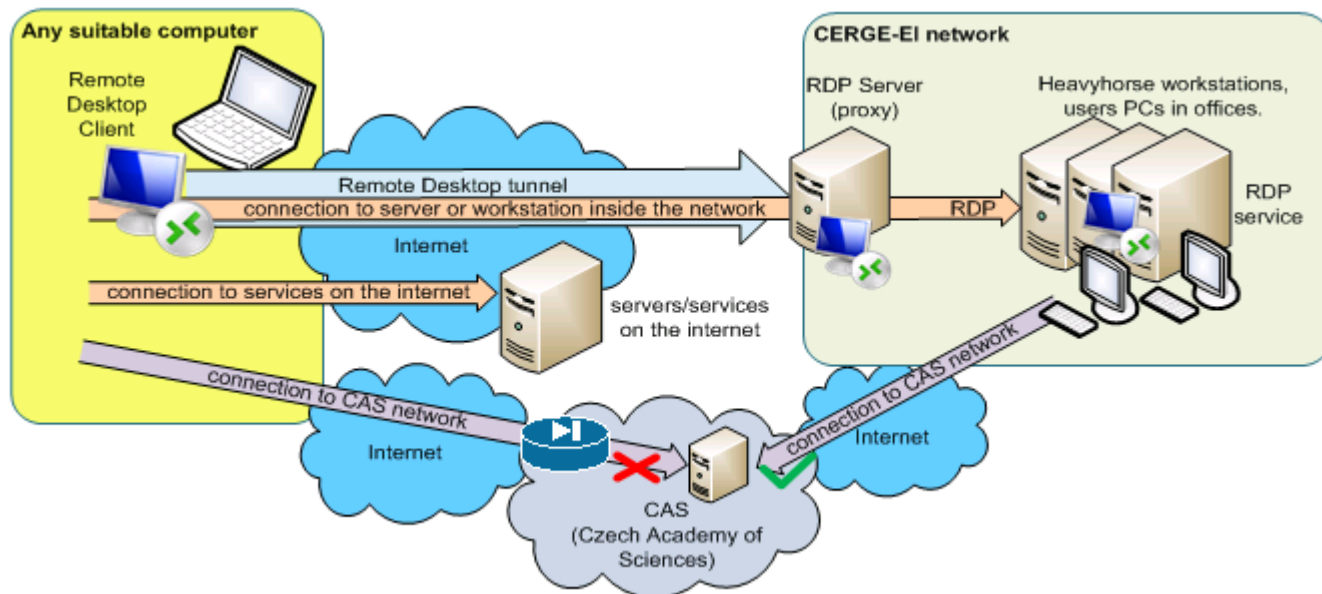 Any suitable computer
Remote
Desktop
Client
CERGE-EI network
RDP Server
(proxy)
Heavyhorse workstations,
users PCs in offices.
RDP
service
Remote Desktop tunnel
connection to server or workstation inside the network
RDP
Internet
connection to services on the internet
servers/services
on the internet
connection to CAS network
Internet
connection to CAS network
Internet
CAS
(Czech Academy of
Sciences)